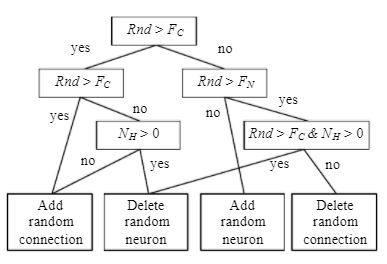 Rnd > F_C
yes
no
Rnd > F_C
Rnd > F_N
yes
no
no
yes
N_H > 0
Rnd > F_C & N_H > 0
no
yes
yes
no
Add
random
connection
Delete
random
neuron
Add
random
neuron
Delete
random
connection